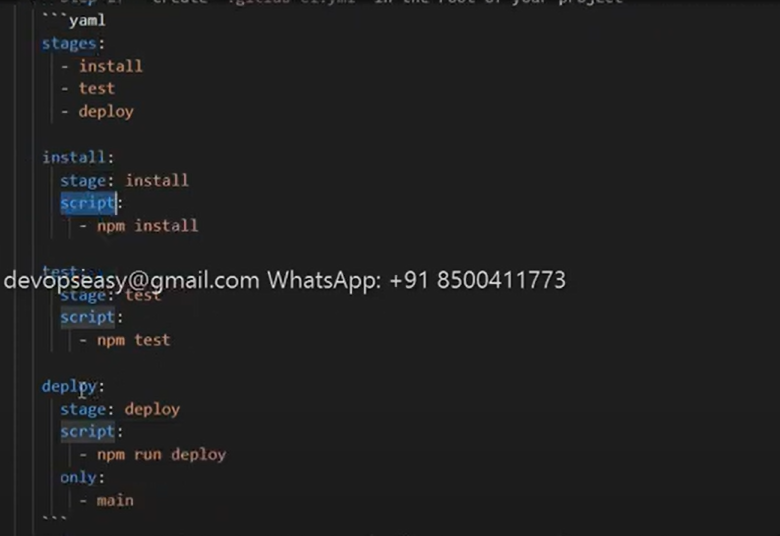 ```yaml
stages:
- install
- test
- deploy
install:
stage: install
script:
- npm install
test:
devopseasy@gmail.com WhatsApp: +91 8500411773
stage: test
script:
- npm test
deploy:
stage: deploy
script:
- npm run deploy
only:
- main
```